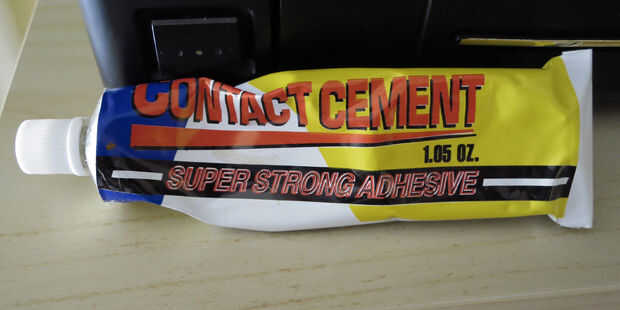 CONTACT CEMENT
1.05 OZ.
SUPER STRONG ADHESIVE